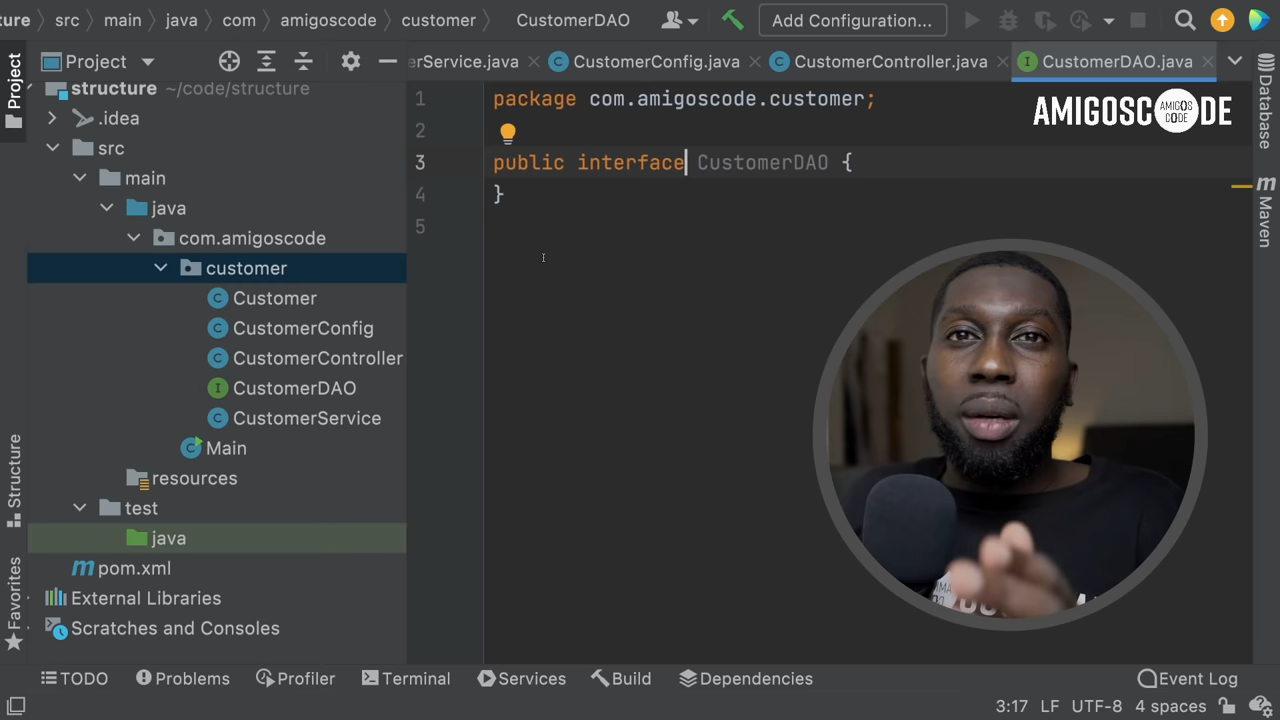 ure
src
main
java
com
amigoscode
customer
CustomerDAO
Add Configuration...
Project
Project
erService.java
CustomerConfig.java
CustomerController.java
CustomerDAO.java
structure ~/code/structure
.idea
src
main
java
com.amigoscode
customer
Customer
CustomerConfig
CustomerController
CustomerDAO
CustomerService
Main
resources
test
java
pom.xml
External Libraries
Scratches and Consoles
Structure
Favorites
1 package com.amigoscode.customer;
2
3 public interface CustomerDAO {
4 }
5
AMIGOSCODE
AMIGOS
CODE
Database
Maven
TODO
Problems
Profiler
Terminal
Services
Build
Dependencies
Event Log
3:17 LF UTF-8 4 spaces